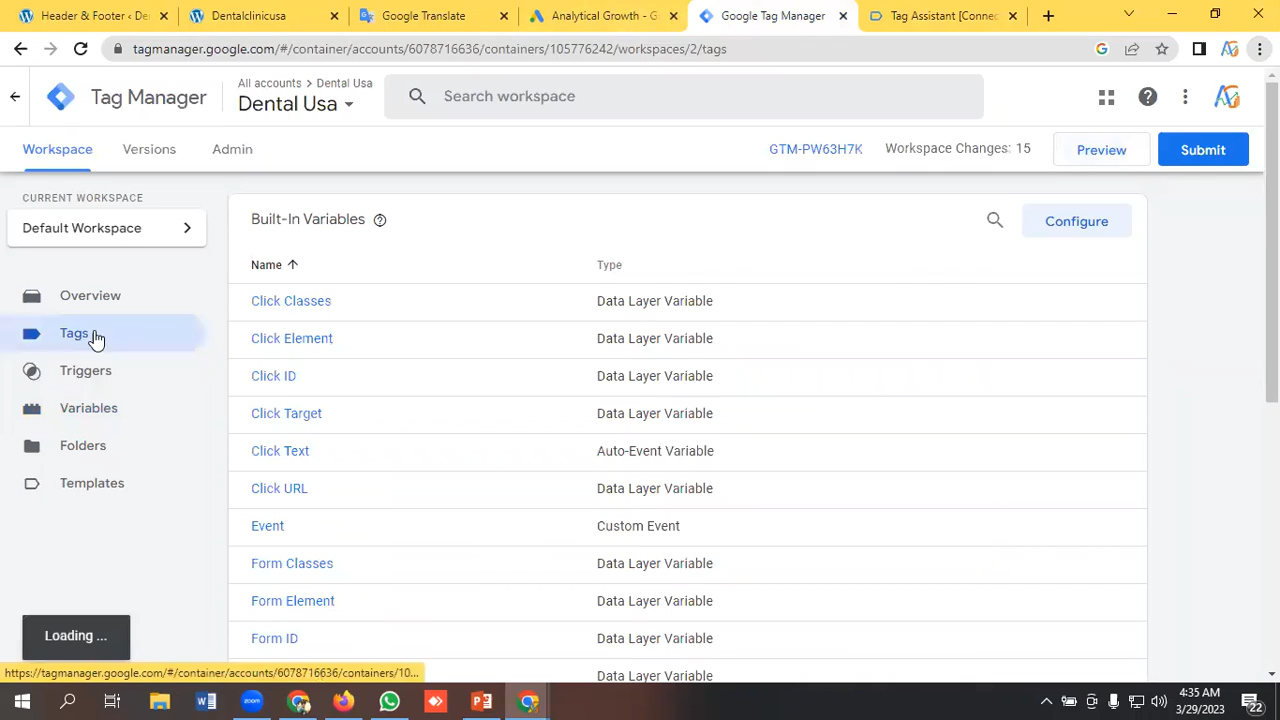 Header & Footer ‹ De
Dentalclinicusa
Google Translate
Analytical Growth - G
Google Tag Manager
Tag Assistant [Connec
tagmanager.google.com/#/container/accounts/6078716636/containers/105776242/workspaces/2/tags
Tag Manager
All accounts > Dental Usa
Dental Usa
Search workspace
Workspace
Versions
Admin
GTM-PW63H7K
Workspace Changes: 15
Preview
Submit
CURRENT WORKSPACE
Default Workspace
Overview
Tags
Triggers
Variables
Folders
Templates
Built-In Variables
Configure
Name
Type
Click Classes
Data Layer Variable
Click Element
Data Layer Variable
Click ID
Data Layer Variable
Click Target
Data Layer Variable
Click Text
Auto-Event Variable
Click URL
Data Layer Variable
Event
Custom Event
Form Classes
Data Layer Variable
Form Element
Data Layer Variable
Form ID
Data Layer Variable
Data Layer Variable
Loading ...
https://tagmanager.google.com/#/container/accounts/6078716636/containers/10...
zoom
4:35 AM
3/29/2023
22